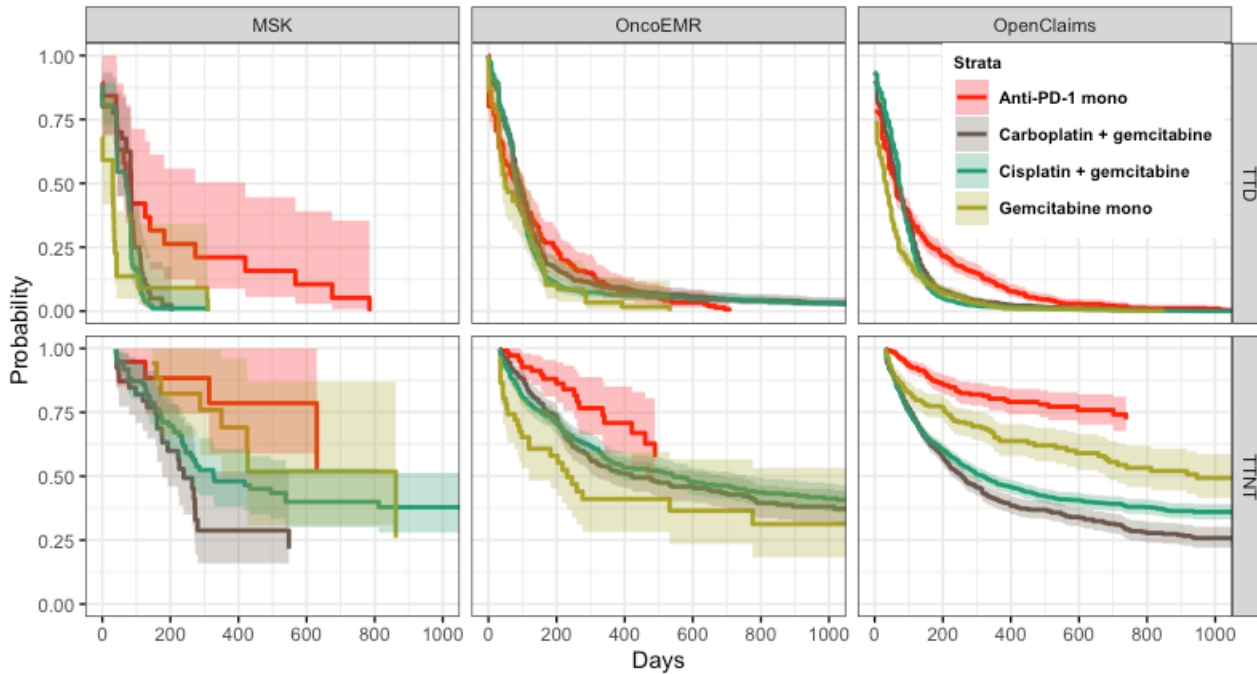 MSK OncoEMR OpenClaims
Strata
Anti-PD-1 mono
Carboplatin + gemcitabine
Cisplatin + gemcitabine
Gemcitabine mono
1.00
0.75
0.50
0.25
0.00
TTD
Probability
1.00
0.75
0.50
0.25
0.00
TTNT
0 200 400 600 800 1000 0 200 400 600 800 1000 0 200 400 600 800 1000
Days